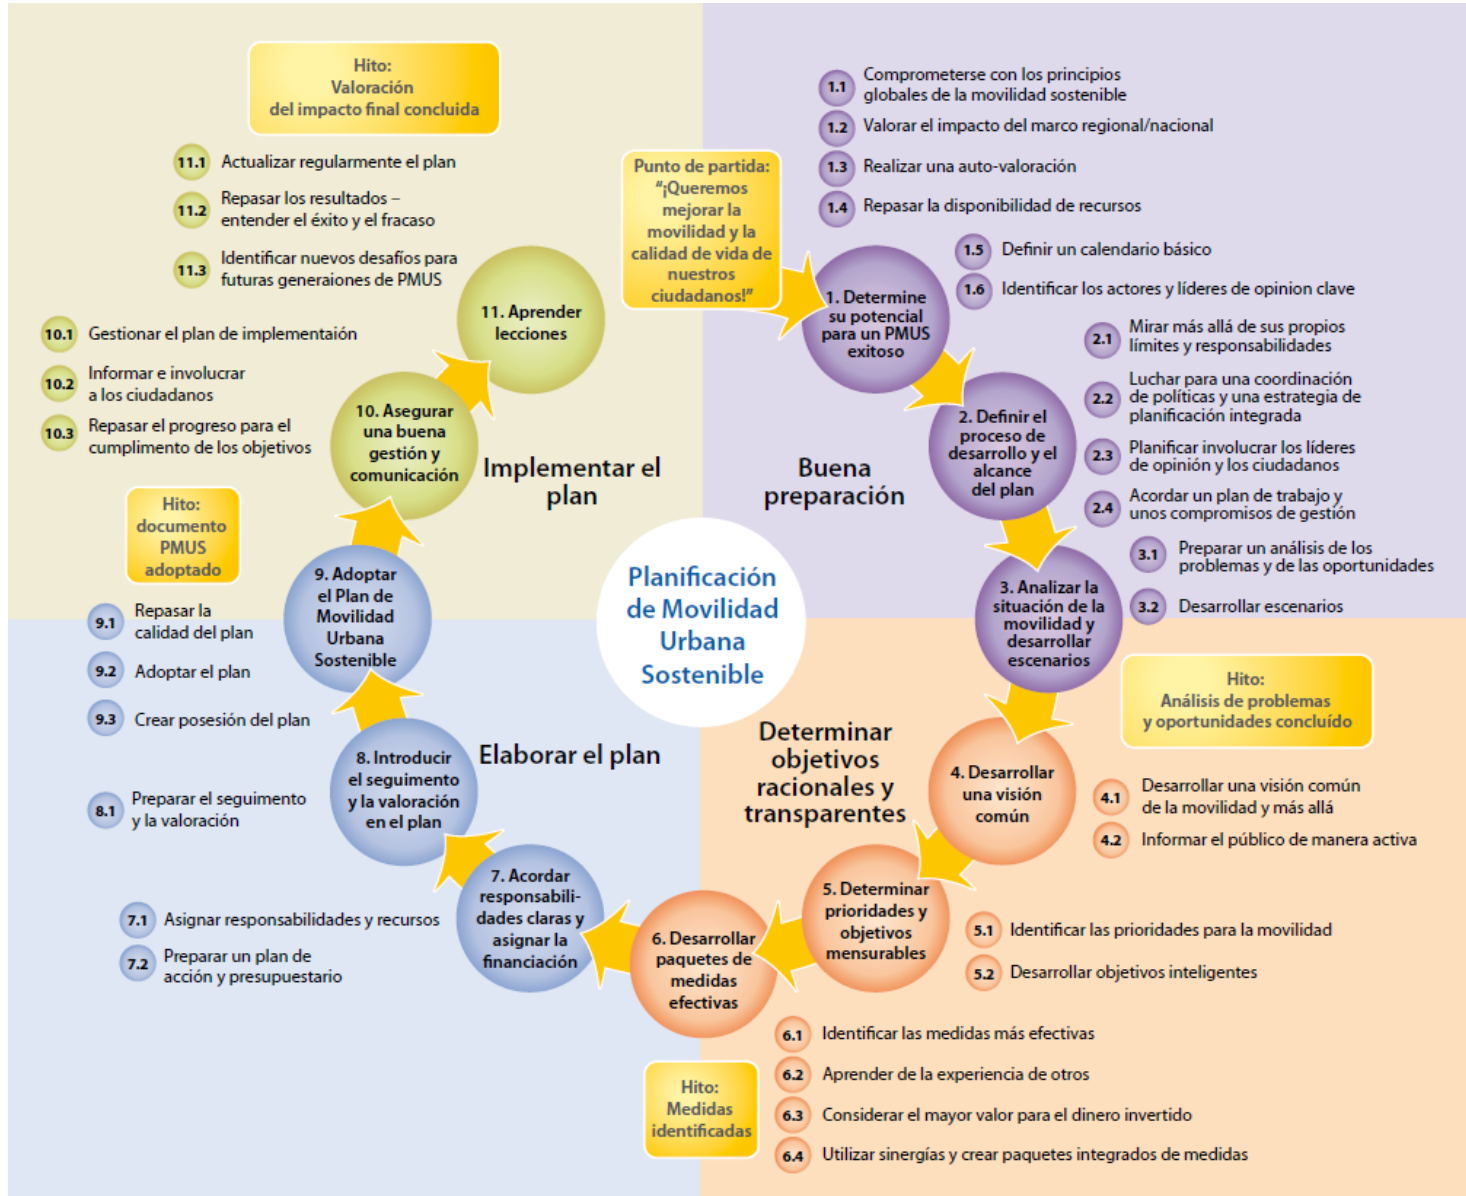 Hito:
Valoración
del impacto final concluida
11.1 Actualizar regularmente el plan
11.2 Repasar los resultados –
entender el éxito y el fracaso
11.3 Identificar nuevos desafíos para
futuras generaiones de PMUS
11. Aprender
lecciones
10.1 Gestionar el plan de implementaión
10.2 Informar e involucrar
a los ciudadanos
10.3 Repasar el progreso para el
cumplimento de los objetivos
10. Asegurar
una buena
gestión y
comunicación
Implementar el
plan
Punto de partida:
“¡Queremos
mejorar la
movilidad y la
calidad de vida de
nuestros
ciudadanos!”
1.1 Comprometerse con los principios
globales de la movilidad sostenible
1.2 Valorar el impacto del marco regional/nacional
1.3 Realizar una auto-valoración
1.4 Repasar la disponibilidad de recursos
1.5 Definir un calendario básico
1.6 Identificar los actores y líderes de opinion clave
1. Determine
su potencial
para un PMUS
exitoso
2.1 Mirar más allá de sus propios
límites y responsabilidades
2.2 Luchar para una coordinación
de políticas y una estrategia de
planificación integrada
2.3 Planificar involucrar los líderes
de opinión y los ciudadanos
2.4 Acordar un plan de trabajo y
unos compromisos de gestión
2. Definir el
proceso de
desarrollo y el
alcance
del plan
Buena
preparación
3.1 Preparar un análisis de los
problemas y de las oportunidades
3.2 Desarrollar escenarios
3. Analizar la
situación de la
movilidad y
desarrollar
escenarios
Planificación
de Movilidad
Urbana
Sostenible
Hito:
documento
PMUS
adoptado
9. Adoptar
el Plan de
Movilidad
Urbana
Sostenible
9.1 Repasar la
calidad del plan
9.2 Adoptar el plan
9.3 Crear posesión del plan
Hito:
Análisis de problemas
y oportunidades concluído
Determinar
objetivos
racionales y
transparentes
4. Desarrollar
una visión
común
4.1 Desarrollar una visión común
de la movilidad y más allá
4.2 Informar el público de manera activa
Elaborar el plan
8. Introducir
el seguimento
y la valoración
en el plan
8.1 Preparar el seguimento
y la valoración
7. Acordar
responsabili-
dades claras y
asignar la
financiación
7.1 Asignar responsabilidades y recursos
7.2 Preparar un plan de
acción y presupuestario
5. Determinar
prioridades y
objetivos
mensurables
5.1 Identificar las prioridades para la movilidad
5.2 Desarrollar objetivos inteligentes
6. Desarrollar
paquetes de
medidas
efectivas
6.1 Identificar las medidas más efectivas
6.2 Aprender de la experiencia de otros
6.3 Considerar el mayor valor para el dinero invertido
6.4 Utilizar sinergías y crear paquetes integrados de medidas
Hito:
Medidas
identificadas